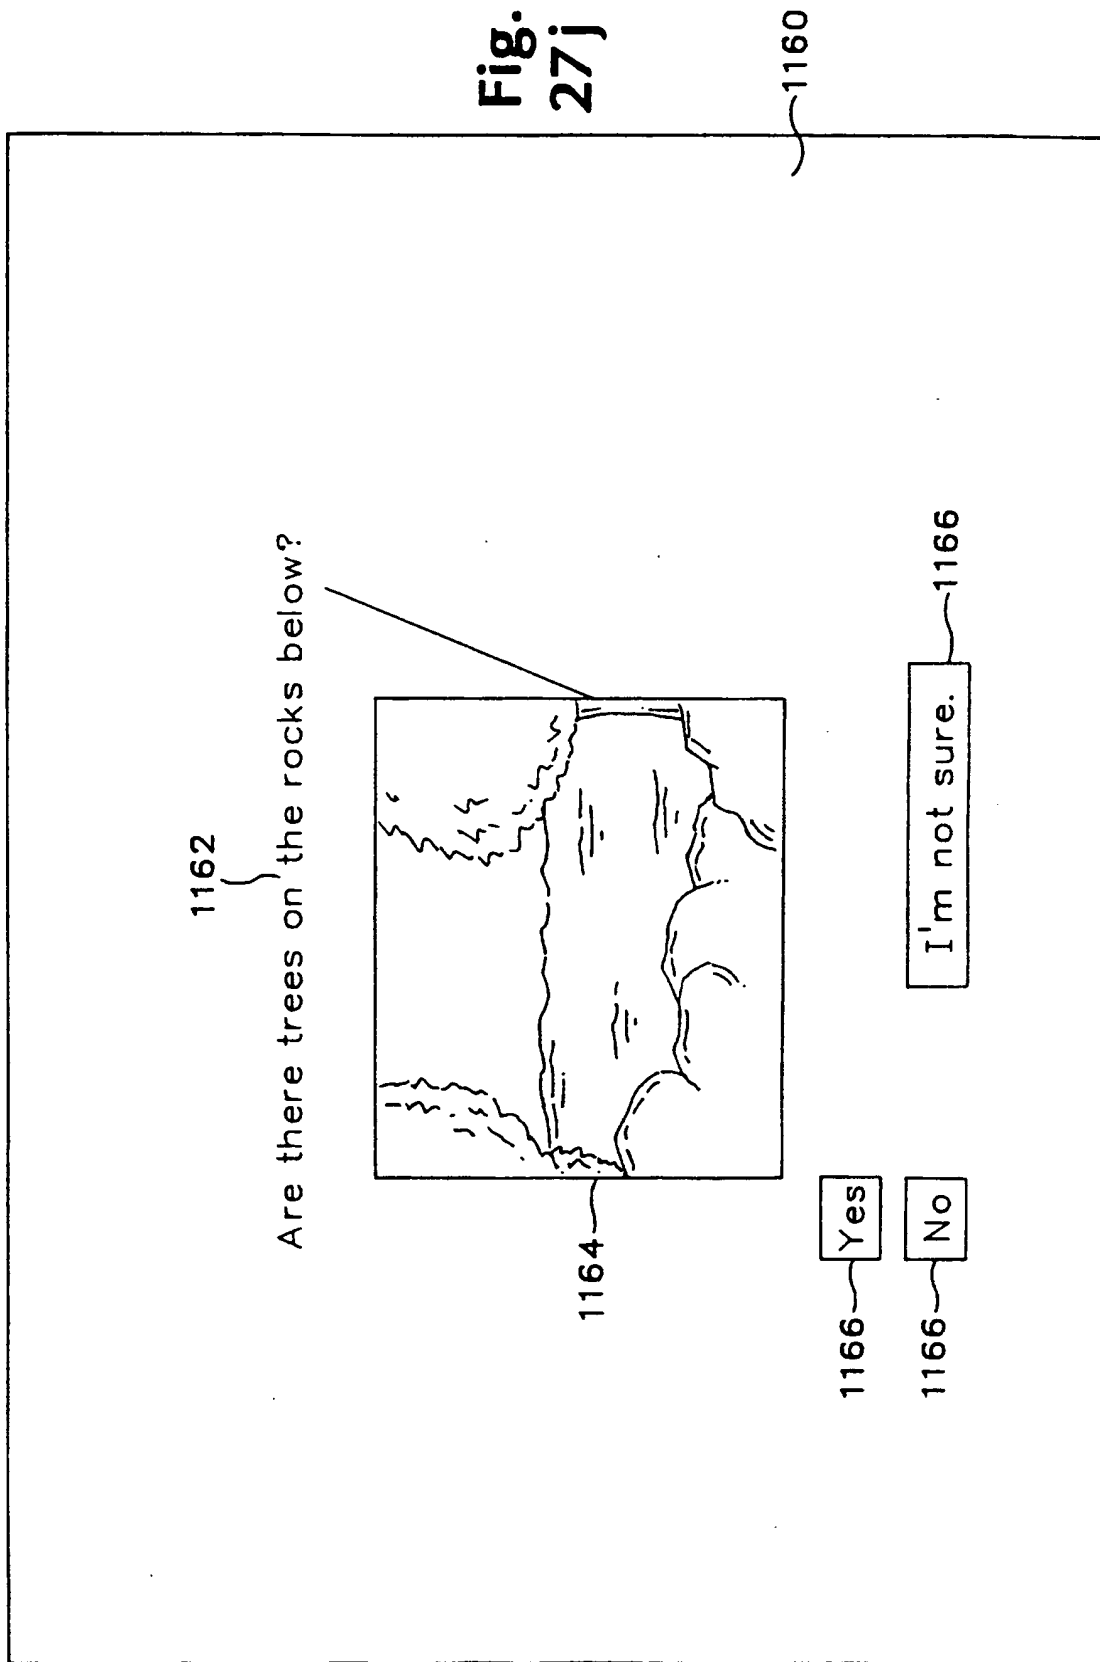 Fig.
27j
1160
1162
Are there trees on the rocks below?
1164
1166
Yes
1166
No
I'm not sure.
1166